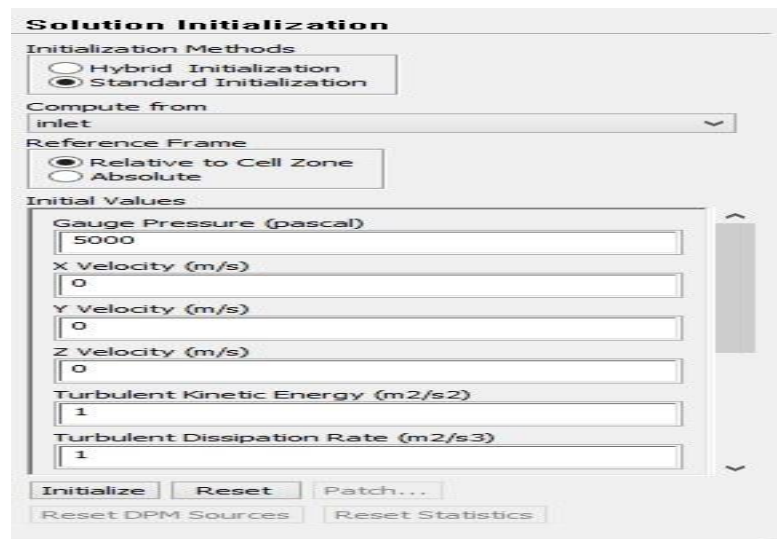 Solution Initialization
Initialization Methods
Hybrid Initialization
Standard Initialization
Compute from
inlet
Reference Frame
Relative to Cell Zone
Absolute
Initial Values
Gauge Pressure (pascal)
5000
X Velocity (m/s)
0
Y Velocity (m/s)
0
Z Velocity (m/s)
0
Turbulent Kinetic Energy (m2/s2)
1
Turbulent Dissipation Rate (m2/s3)
1
Initialize Reset Patch...
Reset DPM Sources Reset Statistics